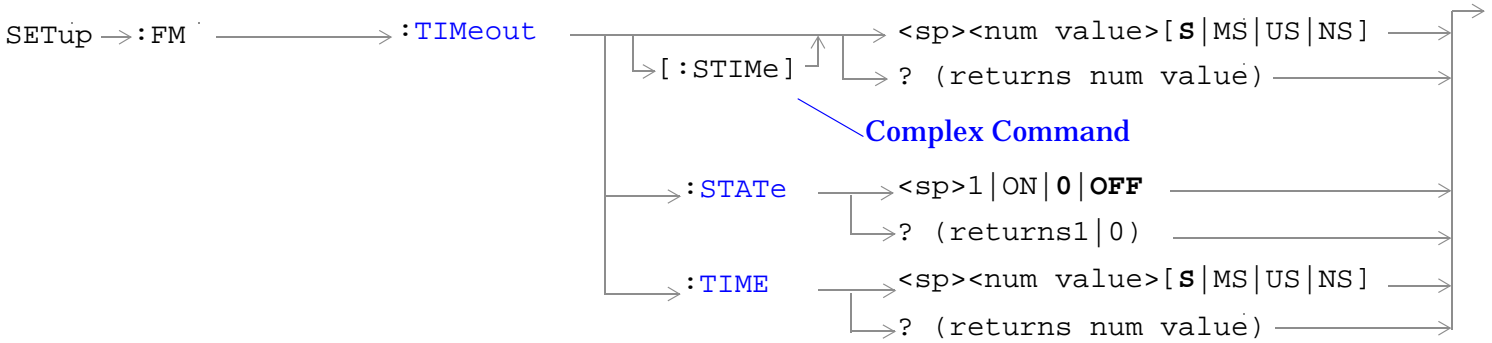 SETup :FM :TIMeout <sp><num value>[S|MS|US|NS]
[:STIMe] ? (returns num value)
Complex Command
:STATe <sp>1|ON|0|OFF
? (returns1|0)
:TIME <sp><num value>[S|MS|US|NS]
? (returns num value)